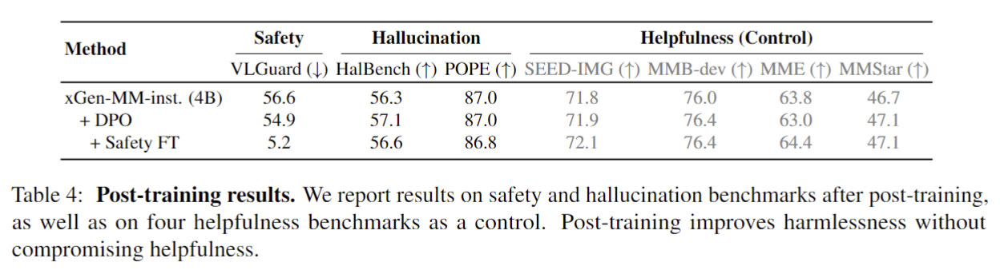 Method Safety Hallucination Helpfulness (Control)
VLGuard (↓) HalBench (↑) POPE (↑) SEED-IMG (↑) MMB-dev (↑) MME (↑) MMStar (↑)
xGen-MM-inst. (4B) 56.6 56.3 87.0 71.8 76.0 63.8 46.7
+ DPO 54.9 57.1 87.0 71.9 76.4 63.0 47.1
+ Safety FT 5.2 56.6 86.8 72.1 76.4 64.4 47.1
Table 4: Post-training results. We report results on safety and hallucination benchmarks after post-training,
as well as on four helpfulness benchmarks as a control. Post-training improves harmlessness without
compromising helpfulness.